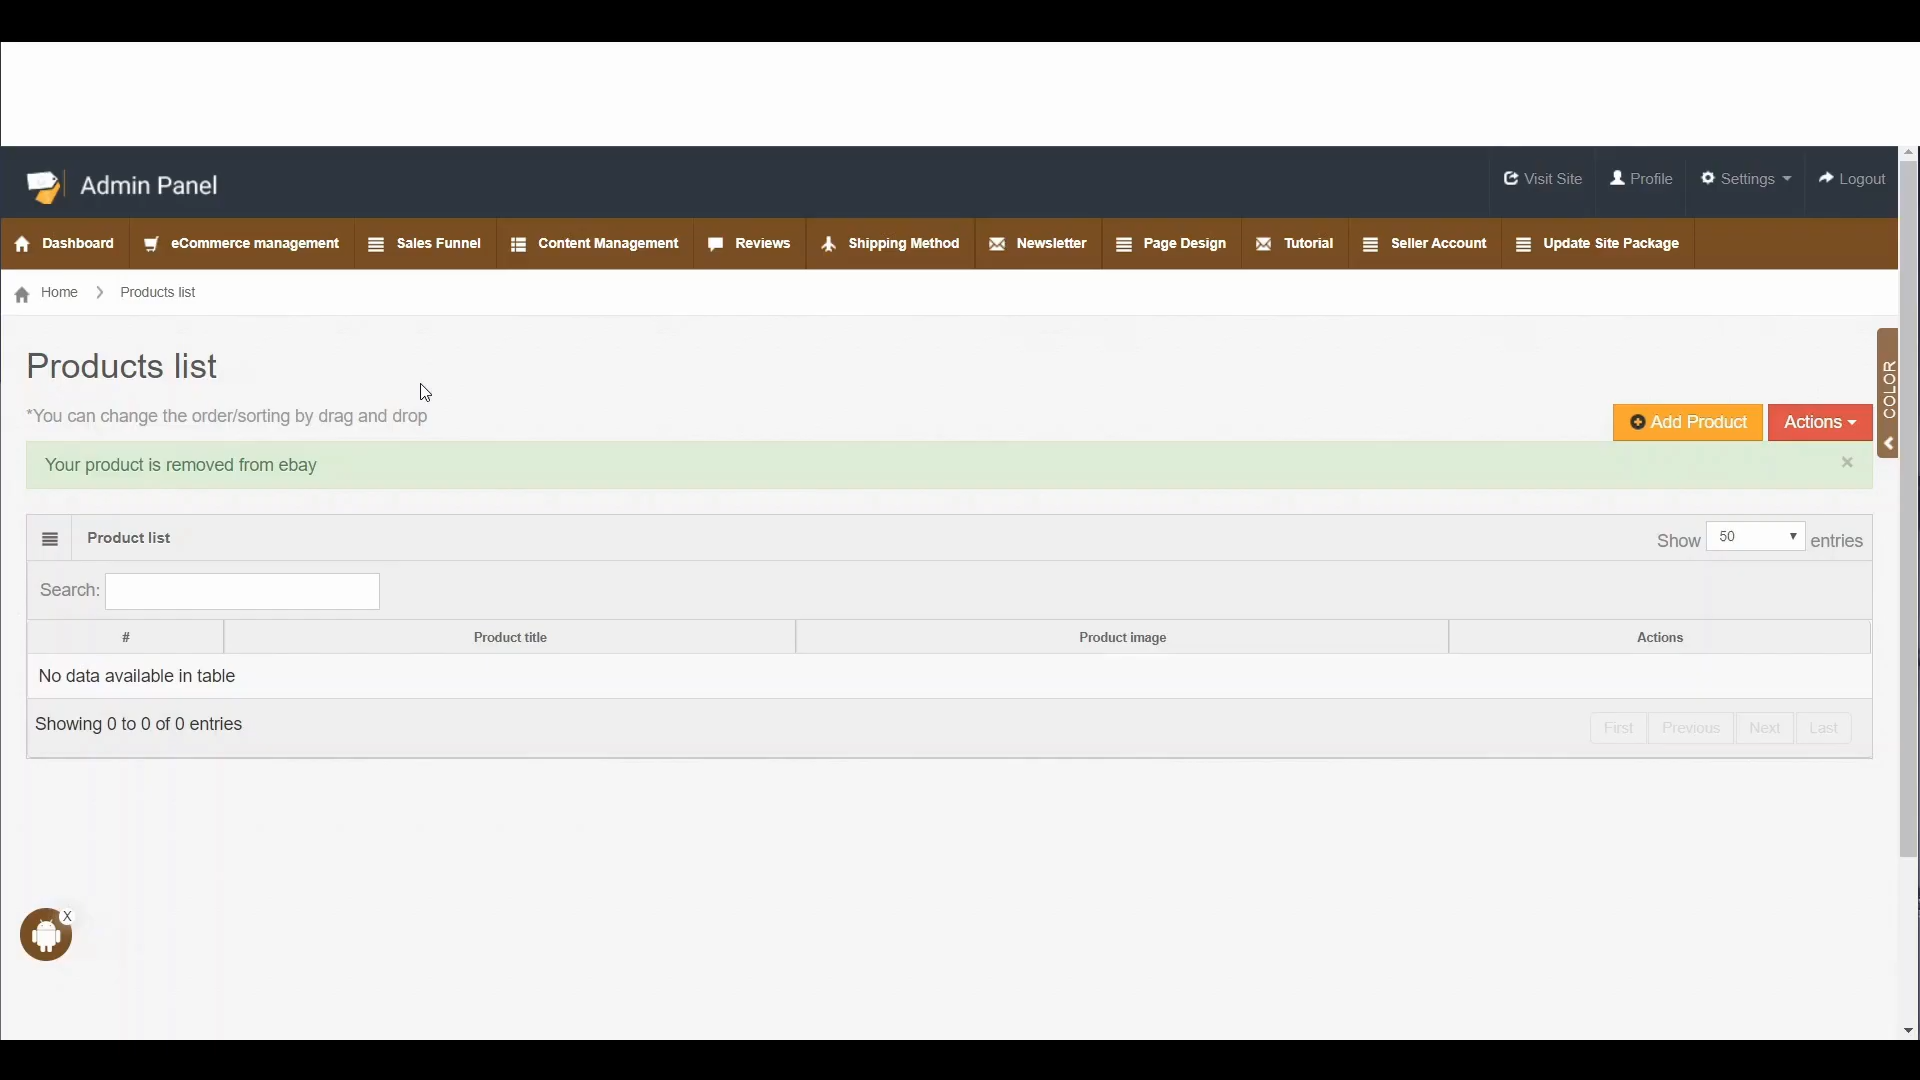 Admin Panel
Visit Site Profile Settings Logout
Dashboard eCommerce management Sales Funnel Content Management Reviews Shipping Method Newsletter Page Design Tutorial Seller Account Update Site Package
Home Products list
Products list
*You can change the order/sorting by drag and drop
Add Product Actions
COLOR
Your product is removed from ebay ×
Product list Show 50 entries
Search:
# Product title Product image Actions
No data available in table
Showing 0 to 0 of 0 entries First Previous Next Last
X